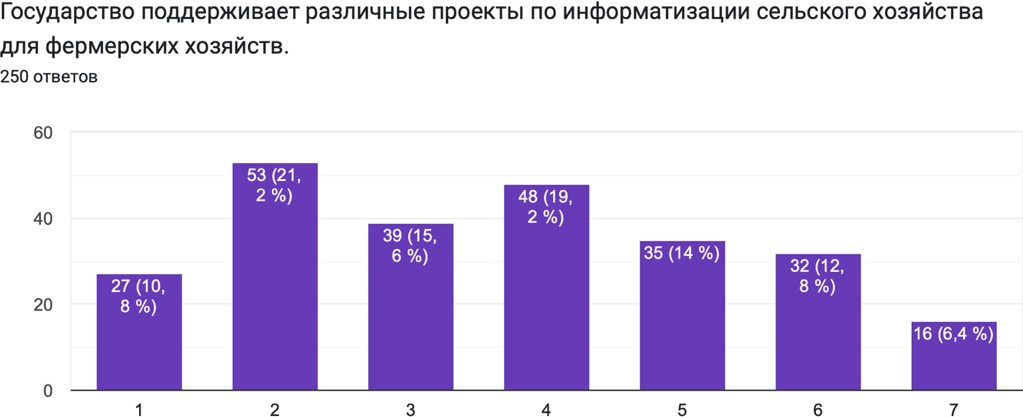 Государство поддерживает различные проекты по информатизации сельского хозяйства
для фермерских хозяйств.
250 ответов
60
40
20
0
27 (10,
8 %)
53 (21,
2 %)
39 (15,
6 %)
48 (19,
2 %)
35 (14 %)
32 (12,
8 %)
16 (6,4 %)
1 2 3 4 5 6 7